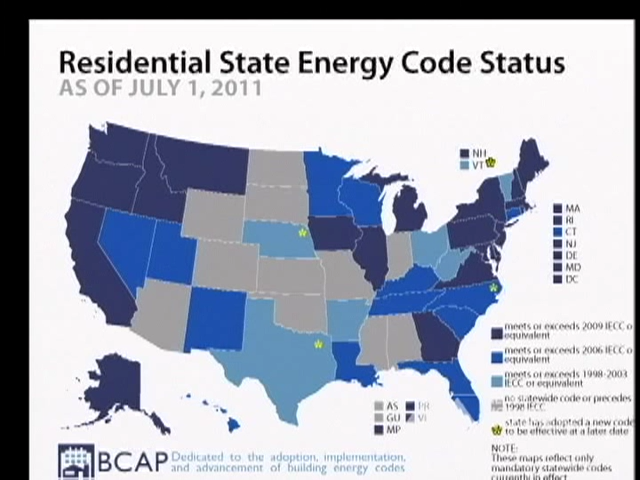 Residential State Energy Code Status
AS OF JULY 1, 2011
NH
VT
MA
RI
CT
NJ
DE
MD
DC
meets or exceeds 2009 IECC o
equivalent
meets or exceeds 2006 IECC o
equivalent
meets or exceeds 1998-2003
IECC or equivalent
no statewide code or precedes
1998 IECC
state has adopted a new code
to be effective at a later date
AS PR
GU VI
MP
NOTE:
These maps reflect only
mandatory statewide codes
currently in effect
BCAP
Dedicated to the adoption, implementation,
and advancement of building energy codes